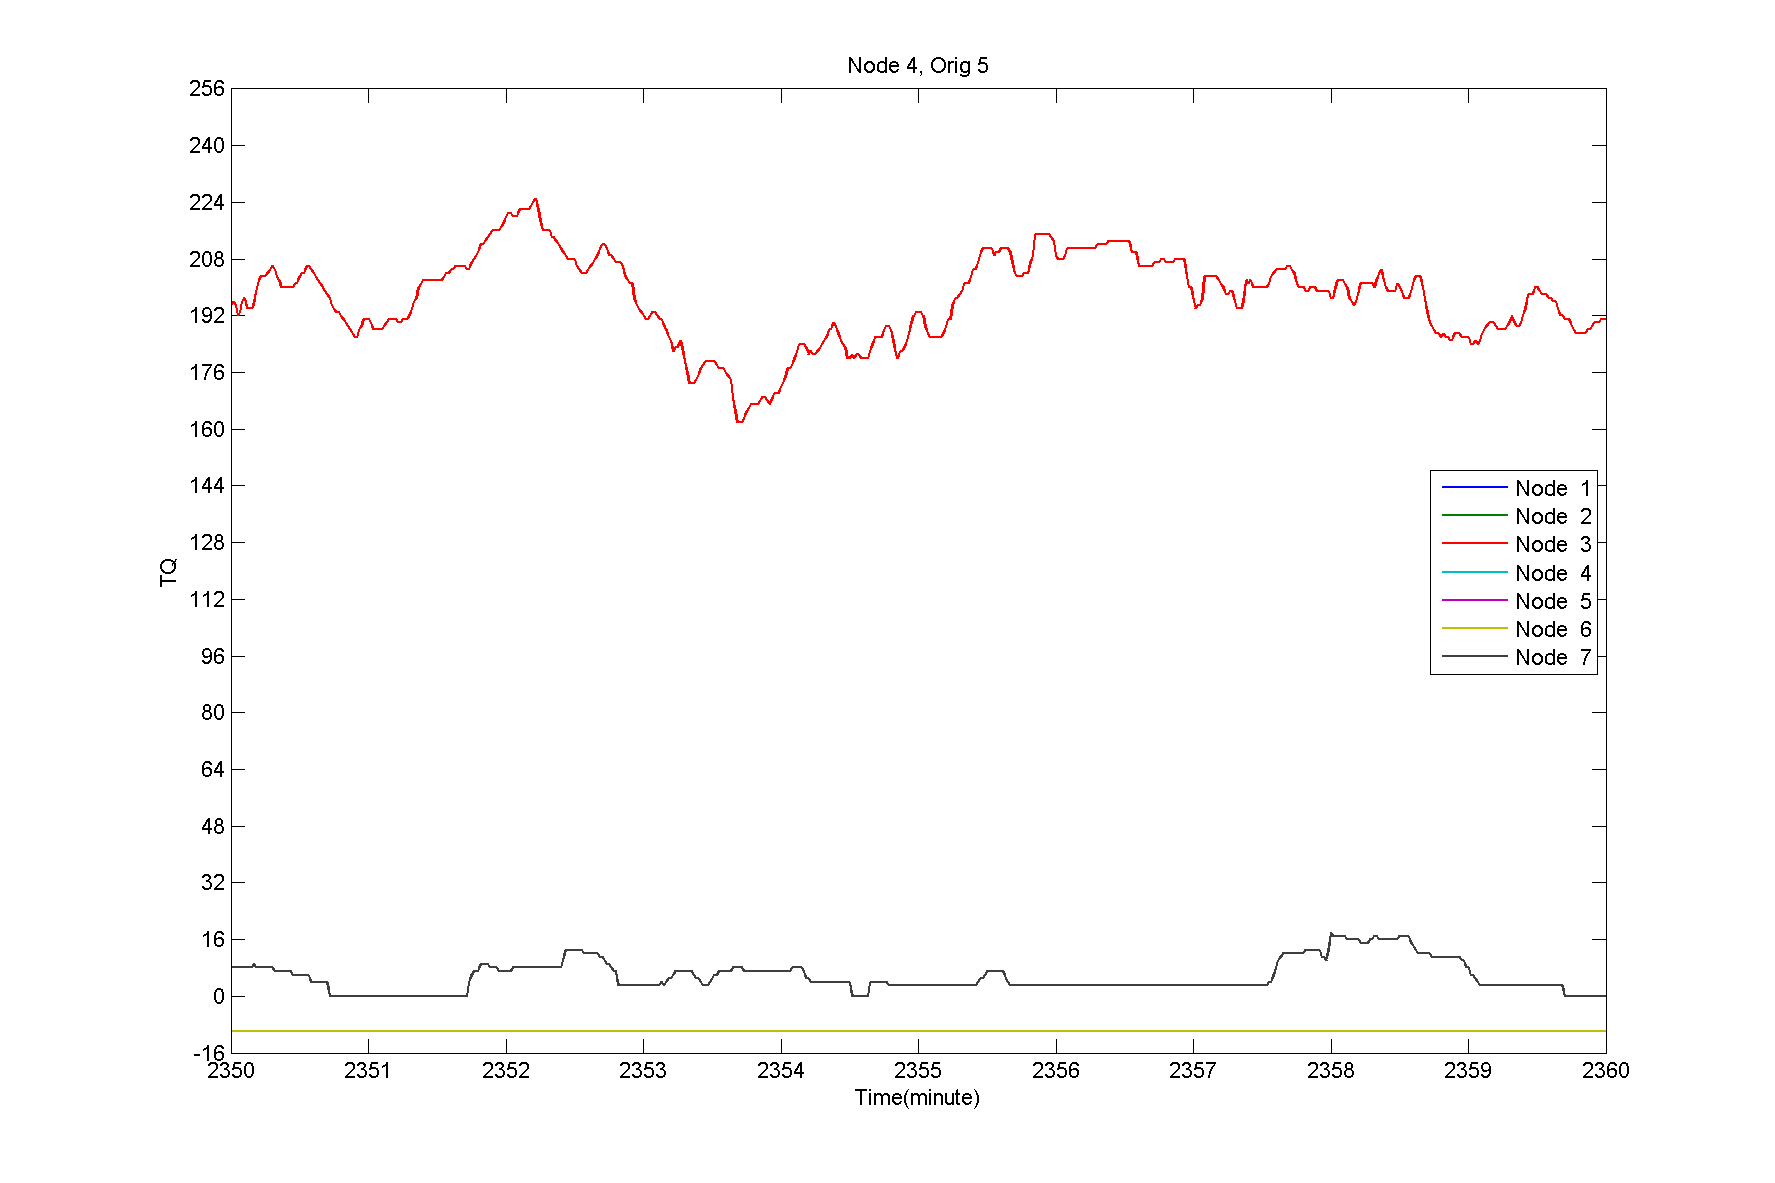 Node 4, Orig 5
256
240
224
208
192
176
160
144
128
112
96
80
64
48
32
16
0
-16
TQ
Node 1
Node 2
Node 3
Node 4
Node 5
Node 6
Node 7
2350 2351 2352 2353 2354 2355 2356 2357 2358 2359 2360
Time(minute)